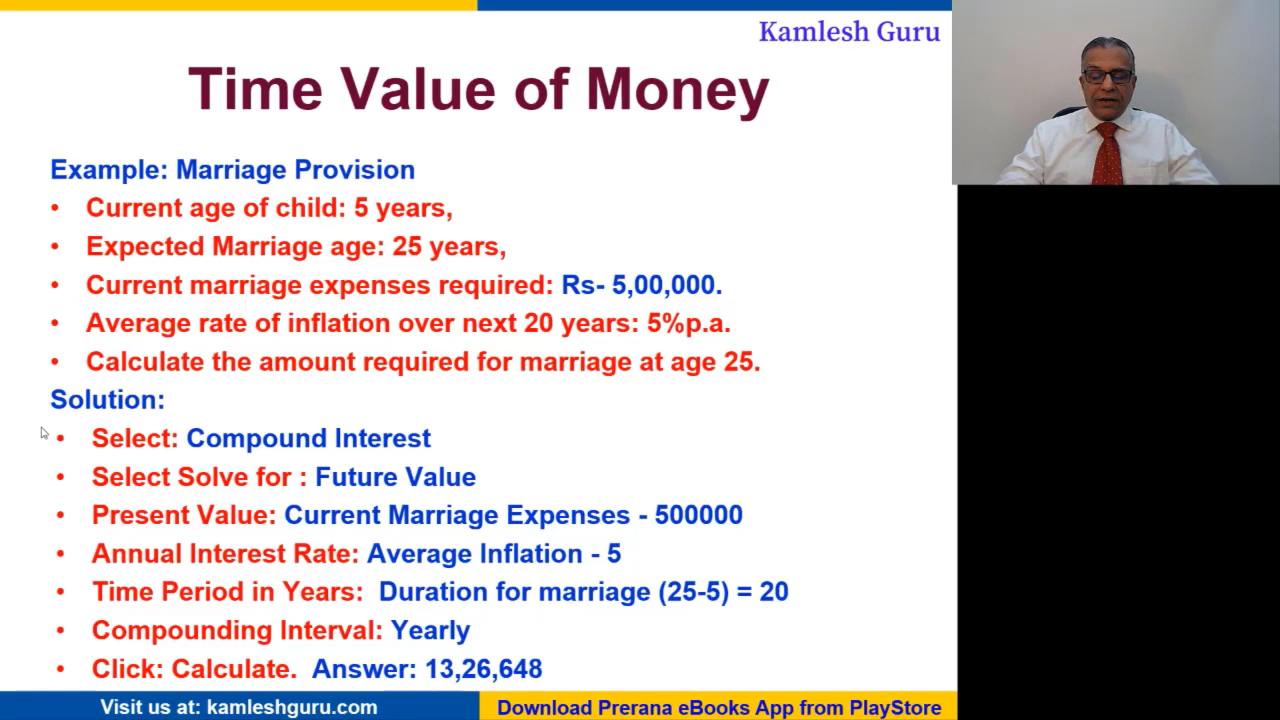 Kamlesh Guru
Time Value of Money
Example: Marriage Provision
• Current age of child: 5 years,
• Expected Marriage age: 25 years,
• Current marriage expenses required: Rs- 5,00,000.
• Average rate of inflation over next 20 years: 5%p.a.
• Calculate the amount required for marriage at age 25.
Solution:
• Select: Compound Interest
• Select Solve for : Future Value
• Present Value: Current Marriage Expenses - 500000
• Annual Interest Rate: Average Inflation - 5
• Time Period in Years: Duration for marriage (25-5) = 20
• Compounding Interval: Yearly
• Click: Calculate. Answer: 13,26,648
Visit us at: kamleshguru.com
Download Prerana eBooks App from PlayStore